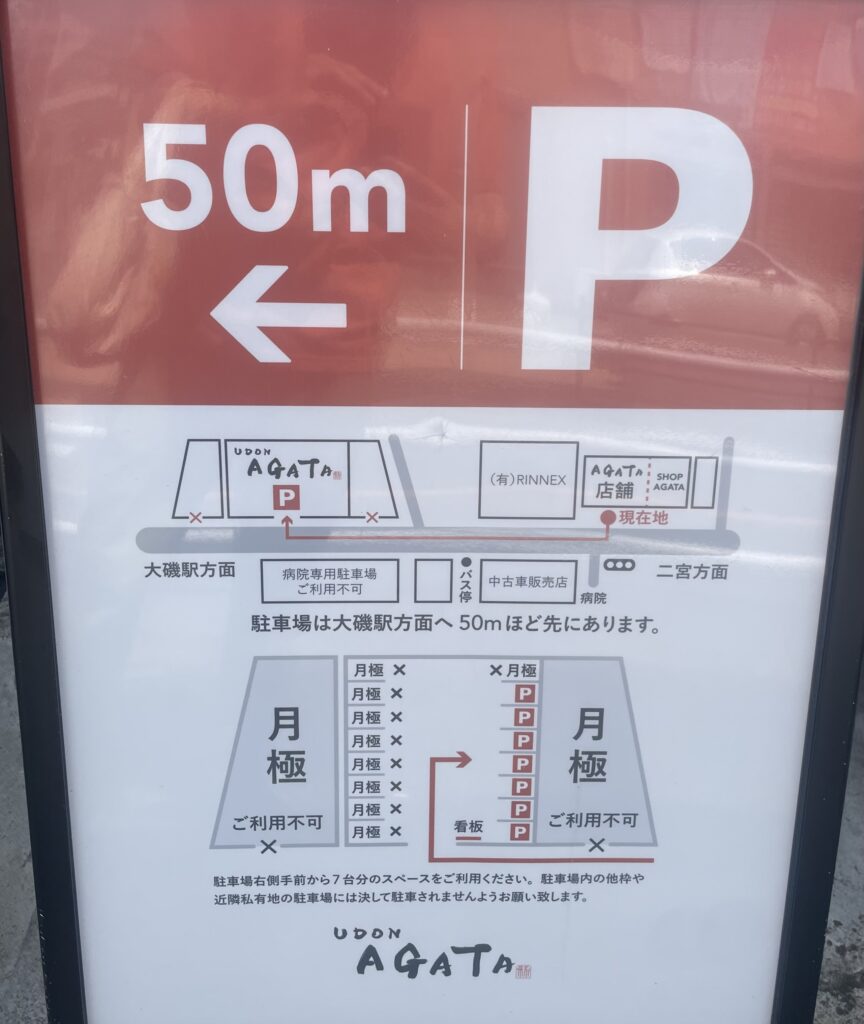 50m
P
←
UDON
AGATA
P
(有)RINNEX
AGATA
店舗
SHOP
AGATA
× ×
現在地
大磯駅方面
二宮方面
病院専用駐車場
ご利用不可
バス停
中古車販売店
病院
駐車場は大磯駅方面へ 50mほど先にあります。
月極 × ×月極
月極 × P
月極 × P
月極 × P
月極 × P
月極 × P
月極 × P
月極 × P
月極
ご利用不可
×
看板
月極
ご利用不可
×
駐車場右側手前から7台分のスペースをご利用ください。駐車場内の他枠や
近隣私有地の駐車場には決して駐車されませんようお願い致します。
UDON
AGATA